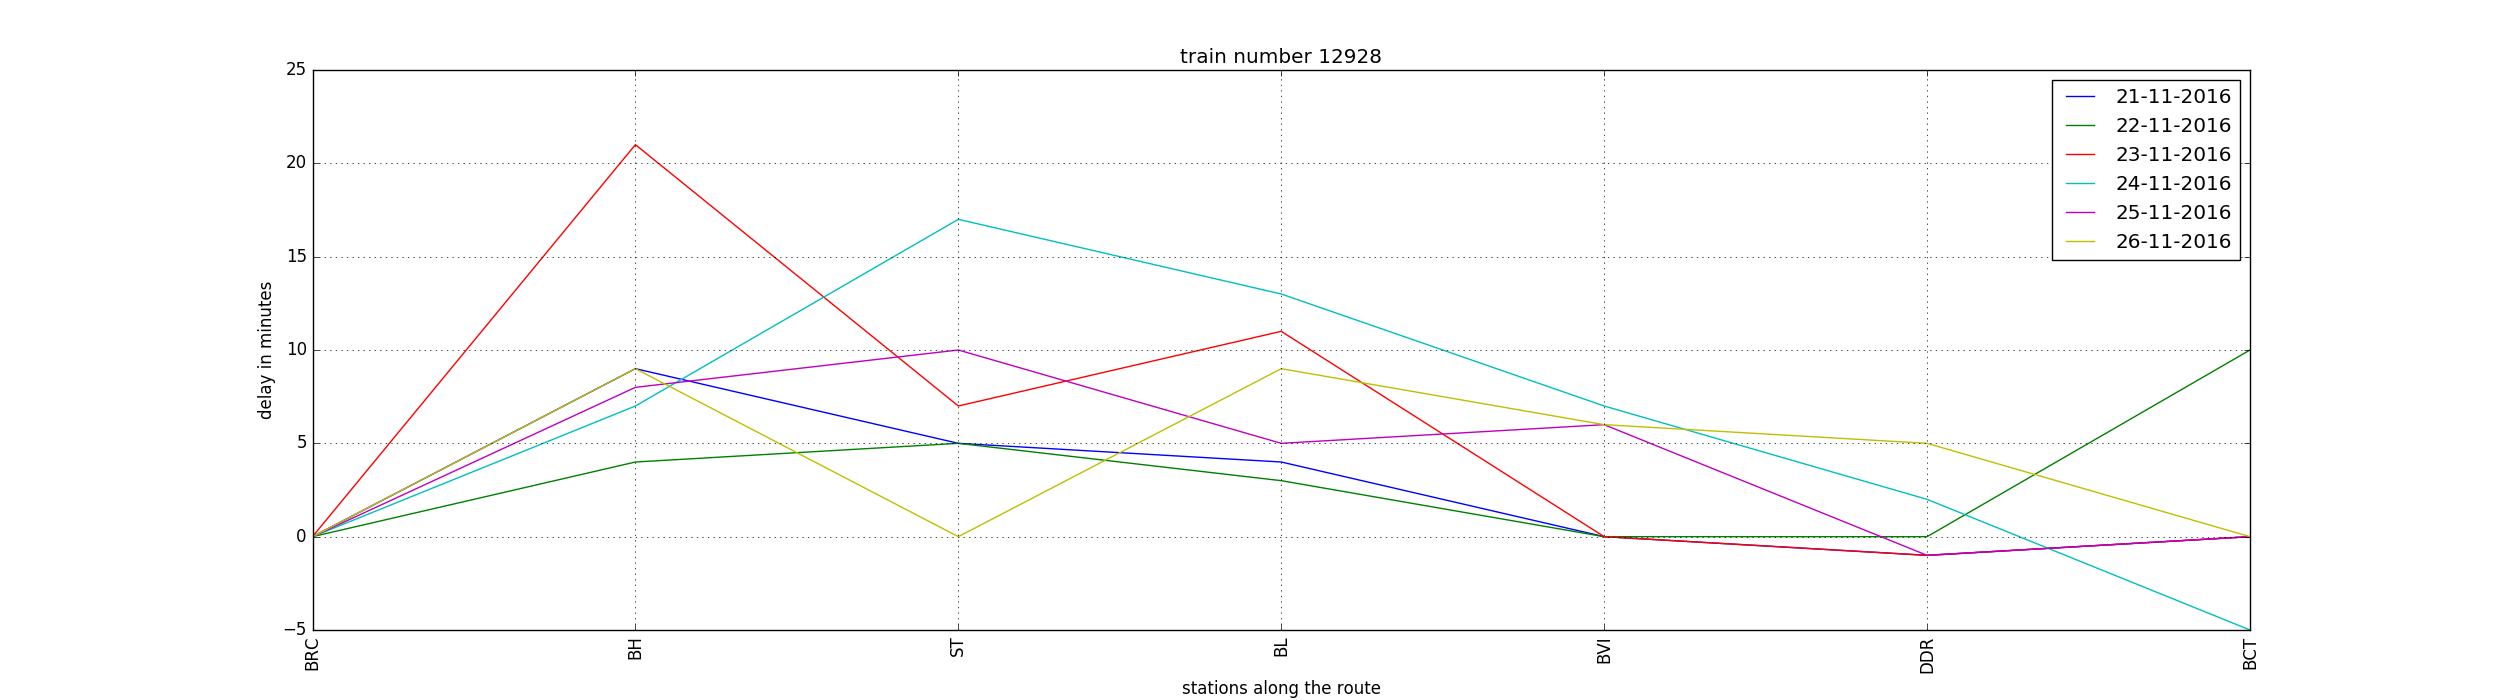 train number 12928
25
20
15
10
5
0
−5
delay in minutes
21-11-2016
22-11-2016
23-11-2016
24-11-2016
25-11-2016
26-11-2016
BRC
BH
ST
BL
BVI
DDR
BCT
stations along the route